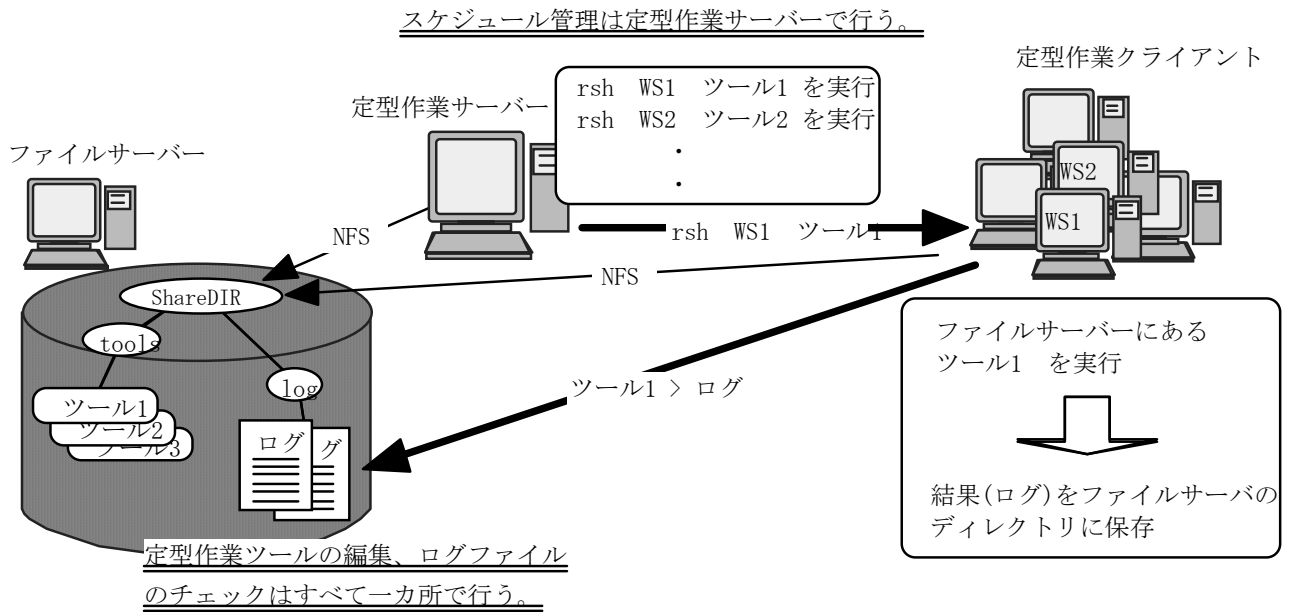 スケジュール管理は定型作業サーバーで行う。
定型作業クライアント
定型作業サーバー
rsh WS1 ツール1 を実行
rsh WS2 ツール2 を実行
・
・
ファイルサーバー
WS2
WS1
NFS
rsh WS1 ツール1
NFS
ShareDIR
tools
log
ツール1
ツール2
ツール3
ログ
グ
ツール1 > ログ
ファイルサーバーにある
ツール1 を実行
結果(ログ)をファイルサーバの
ディレクトリに保存
定型作業ツールの編集、ログファイル
のチェックはすべて一カ所で行う。